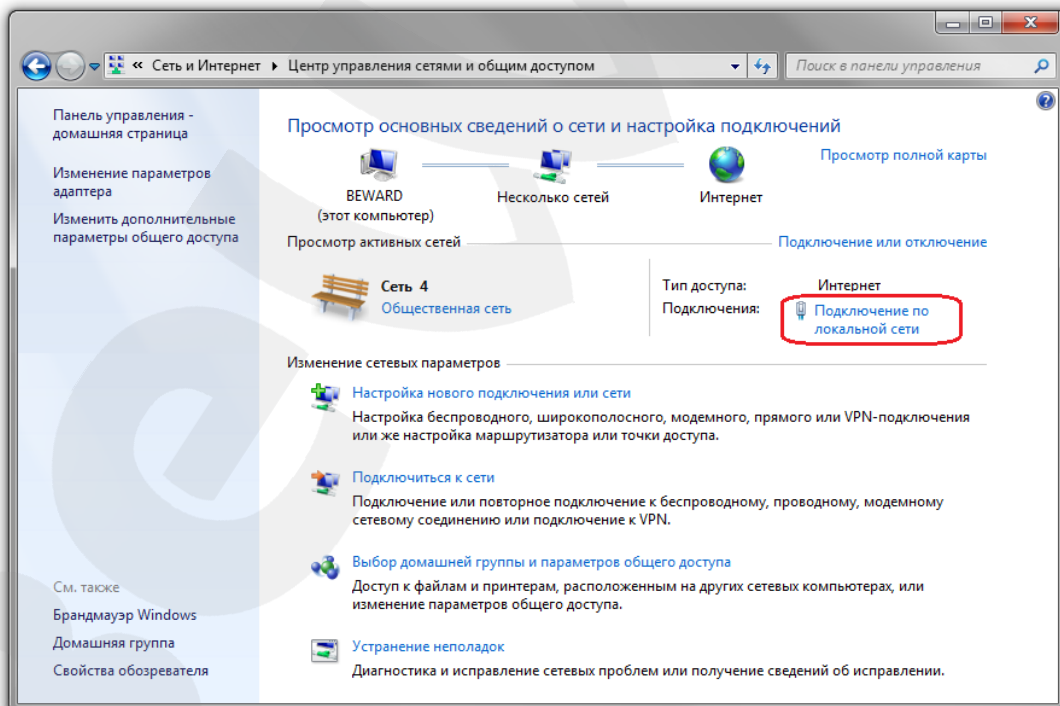 « Сеть и Интернет ▸ Центр управления сетями и общим доступом
Поиск в панели управления
Панель управления -
домашняя страница
Изменение параметров
адаптера
Изменить дополнительные
параметры общего доступа
См. также
Брандмауэр Windows
Домашняя группа
Свойства обозревателя
Просмотр основных сведений о сети и настройка подключений
Просмотр полной карты
BEWARD
(этот компьютер)
Несколько сетей
Интернет
Просмотр активных сетей
Подключение или отключение
Сеть 4
Общественная сеть
Тип доступа: Интернет
Подключения: Подключение по
локальной сети
Изменение сетевых параметров
Настройка нового подключения или сети
Настройка беспроводного, широкополосного, модемного, прямого или VPN-подключения
или же настройка маршрутизатора или точки доступа.
Подключиться к сети
Подключение или повторное подключение к беспроводному, проводному, модемному
сетевому соединению или подключение к VPN.
Выбор домашней группы и параметров общего доступа
Доступ к файлам и принтерам, расположенным на других сетевых компьютерах, или
изменение параметров общего доступа.
Устранение неполадок
Диагностика и исправление сетевых проблем или получение сведений об исправлении.